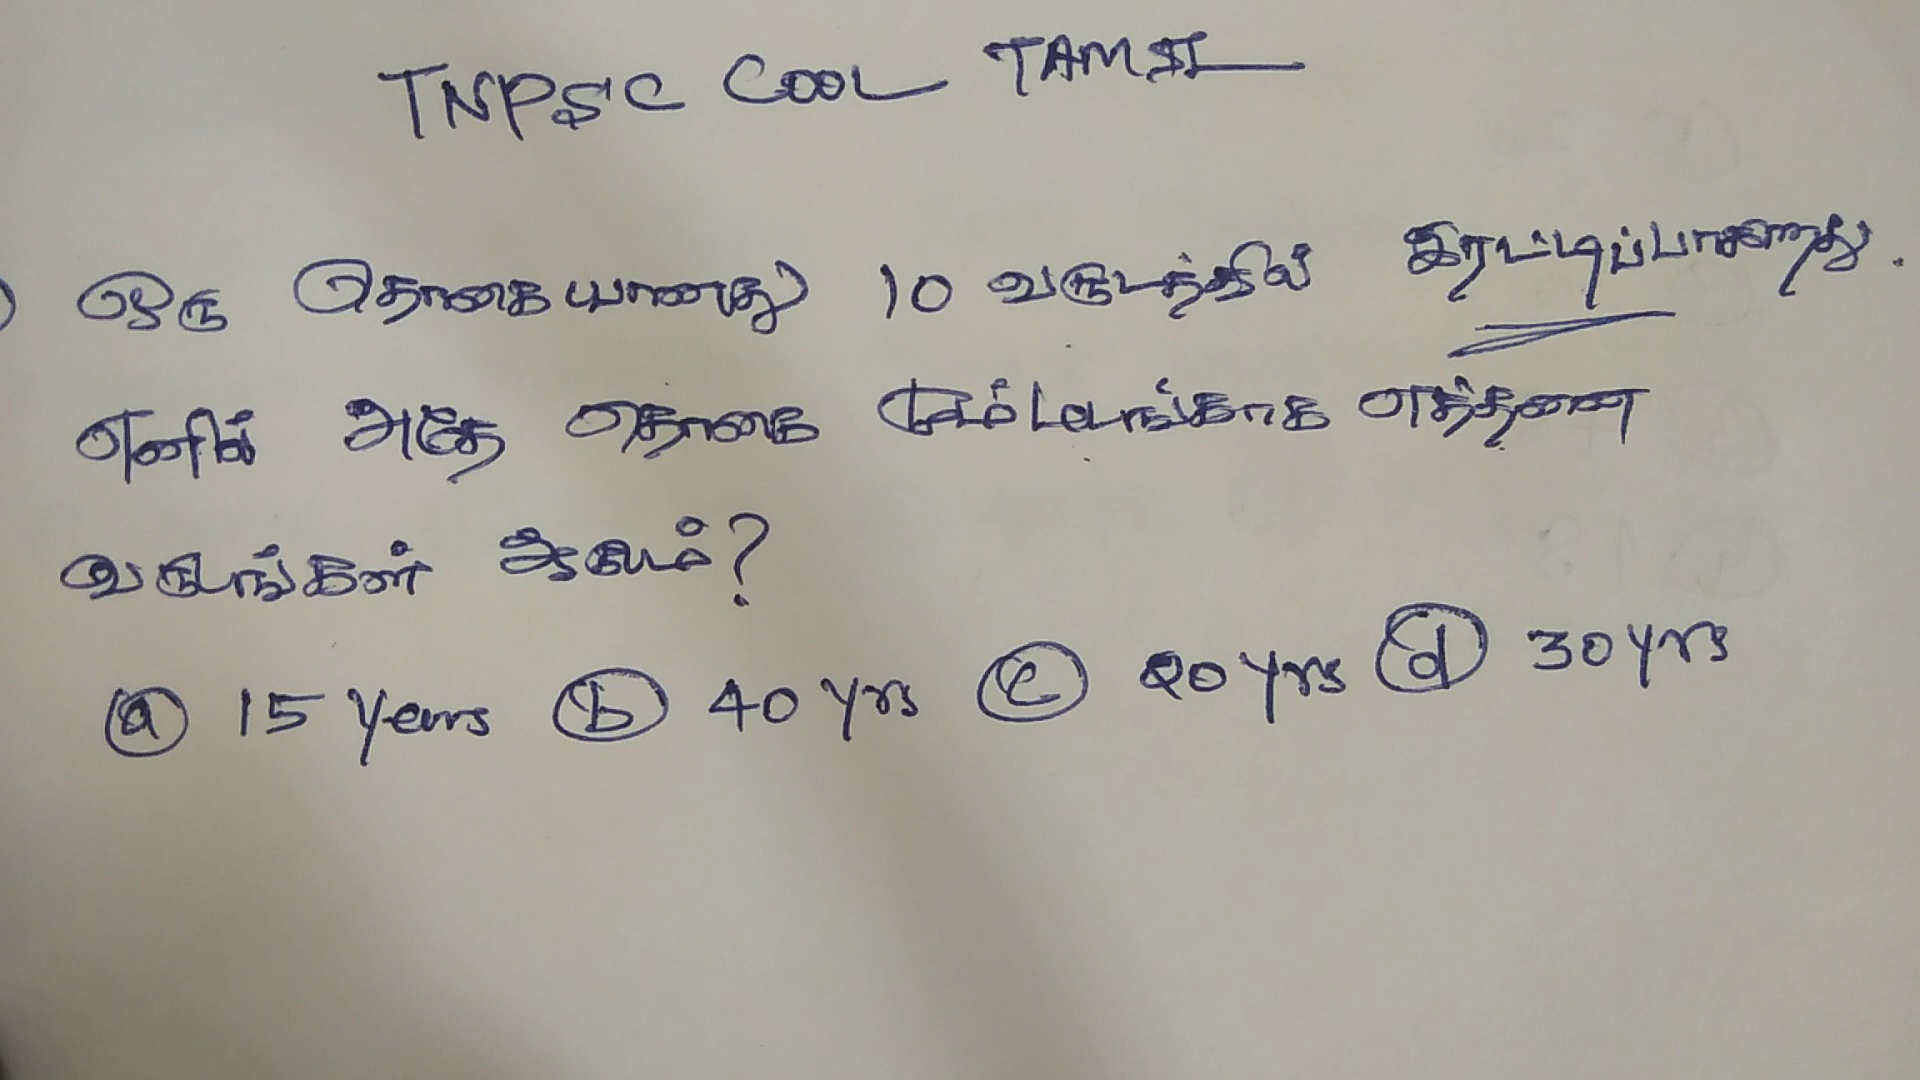 TNPSC COOL TAMIL
ஒரு தொகையானது 10 வருடத்தில் இரட்டிப்பாகிறது.
எனில் அதே தொகை மும்மடங்காக எத்தனை
வருடங்கள் ஆகும்?
(a) 15 years (b) 40 yrs (c) 20 yrs (d) 30 yrs